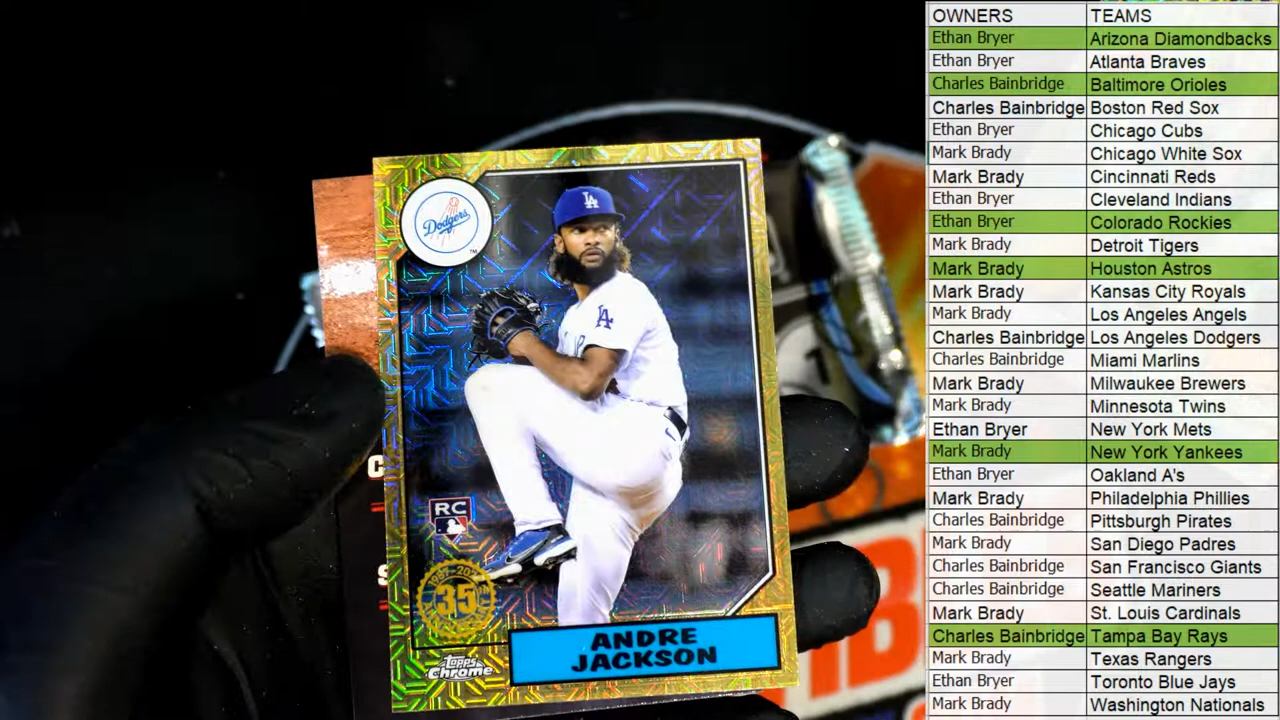 OWNERS TEAMS
Ethan Bryer Arizona Diamondbacks
Ethan Bryer Atlanta Braves
Charles Bainbridge Baltimore Orioles
Charles Bainbridge Boston Red Sox
Ethan Bryer Chicago Cubs
Mark Brady Chicago White Sox
Mark Brady Cincinnati Reds
Ethan Bryer Cleveland Indians
Ethan Bryer Colorado Rockies
Mark Brady Detroit Tigers
Mark Brady Houston Astros
Mark Brady Kansas City Royals
Mark Brady Los Angeles Angels
Charles Bainbridge Los Angeles Dodgers
Charles Bainbridge Miami Marlins
Mark Brady Milwaukee Brewers
Mark Brady Minnesota Twins
Ethan Bryer New York Mets
Mark Brady New York Yankees
Ethan Bryer Oakland A's
Mark Brady Philadelphia Phillies
Charles Bainbridge Pittsburgh Pirates
Mark Brady San Diego Padres
Charles Bainbridge San Francisco Giants
Charles Bainbridge Seattle Mariners
Mark Brady St. Louis Cardinals
Charles Bainbridge Tampa Bay Rays
Mark Brady Texas Rangers
Ethan Bryer Toronto Blue Jays
Mark Brady Washington Nationals
Dodgers
TM
LA
LA
RC
35
Topps
Chrome
ANDRE
JACKSON